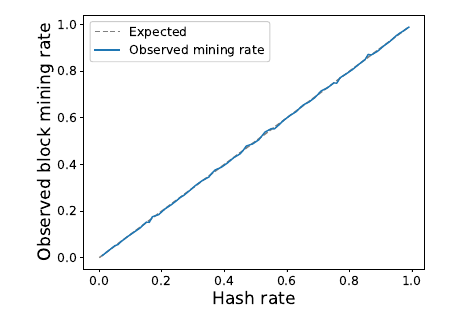 Expected
Observed mining rate
Observed block mining rate
1.0
0.8
0.6
0.4
0.2
0.0
0.0 0.2 0.4 0.6 0.8 1.0
Hash rate